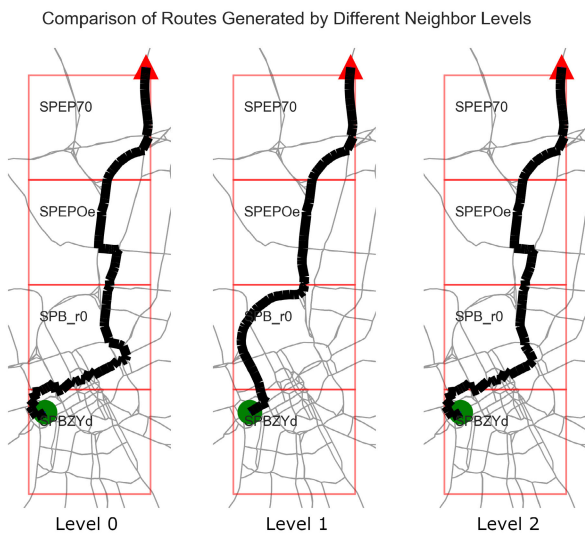 Comparison of Routes Generated by Different Neighbor Levels
SPEP70
SPEPOe
SPB_r0
SPBZYd
Level 0
SPEP70
SPEPOe
SPB_r0
SPBZYd
Level 1
SPEP70
SPEPOe
SPB_r0
SPBZYd
Level 2